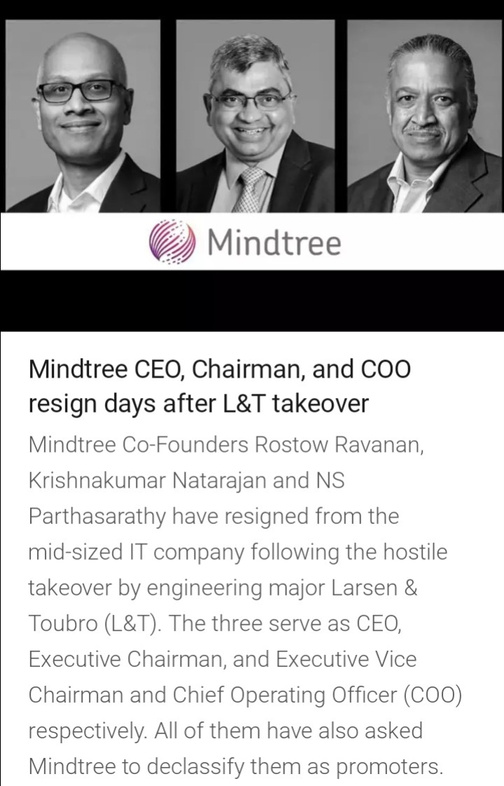 Mindtree
Mindtree CEO, Chairman, and COO
resign days after L&T takeover
Mindtree Co-Founders Rostow Ravanan,
Krishnakumar Natarajan and NS
Parthasarathy have resigned from the
mid-sized IT company following the hostile
takeover by engineering major Larsen &
Toubro (L&T). The three serve as CEO,
Executive Chairman, and Executive Vice
Chairman and Chief Operating Officer (COO)
respectively. All of them have also asked
Mindtree to declassify them as promoters.